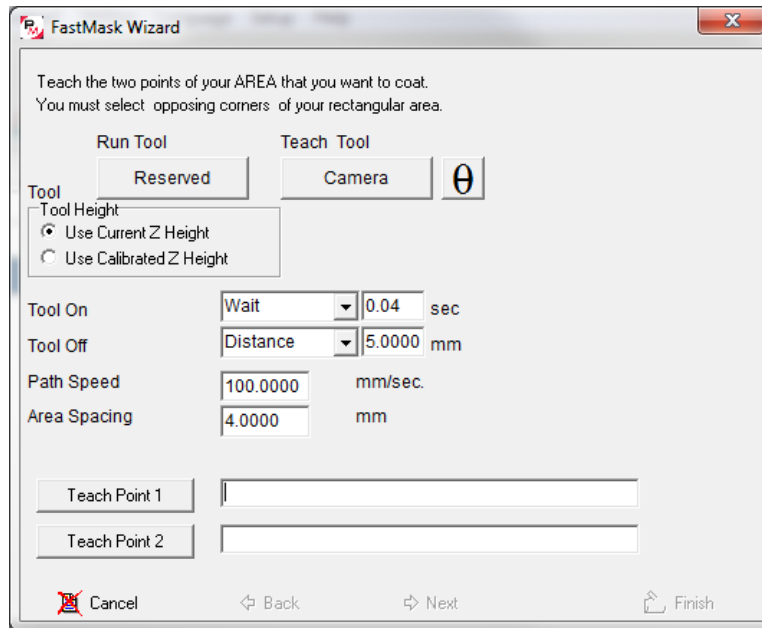 FastMask Wizard
Teach the two points of your AREA that you want to coat.
You must select opposing corners of your rectangular area.
Run Tool Teach Tool
Tool Reserved Camera θ
Tool Height
Use Current Z Height
Use Calibrated Z Height
Tool On Wait 0.04 sec
Tool Off Distance 5.0000 mm
Path Speed 100.0000 mm/sec.
Area Spacing 4.0000 mm
Teach Point 1
Teach Point 2
Cancel Back Next Finish